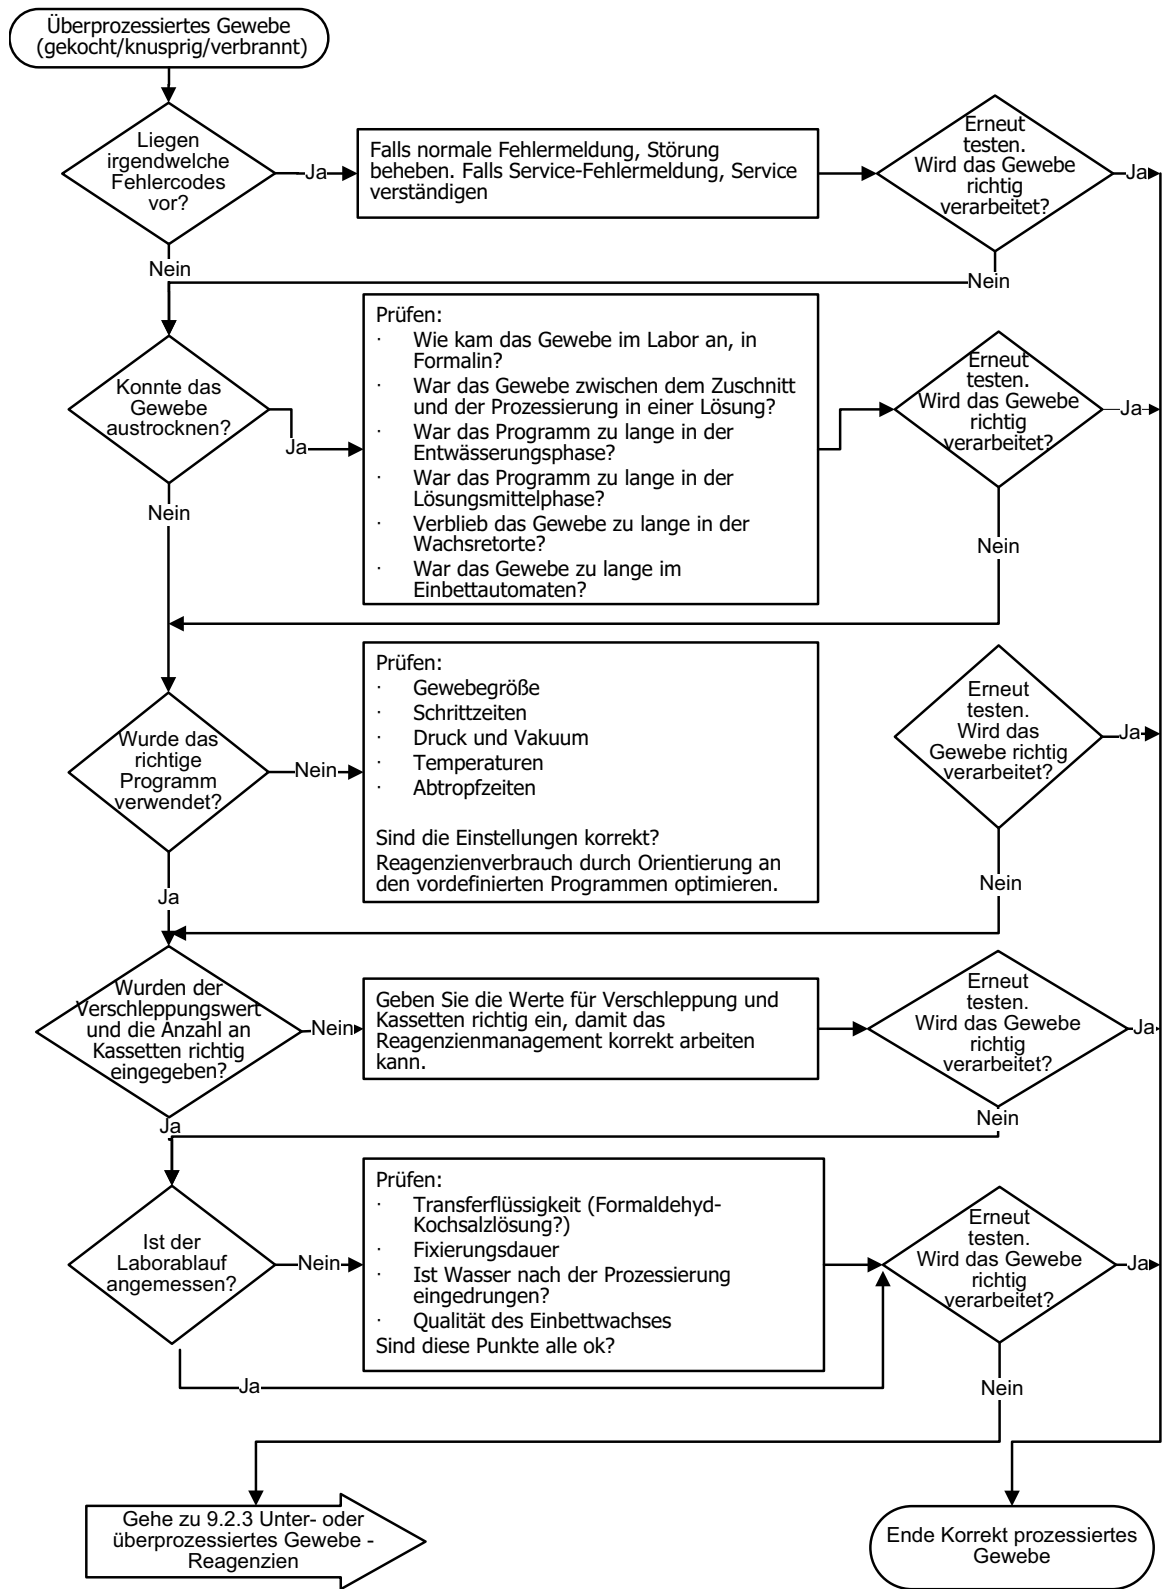 Überprozessiertes Gewebe
(gekocht/knusprig/verbrannt)
Liegen
irgendwelche
Fehlercodes
vor?
Ja
Falls normale Fehlermeldung, Störung
beheben. Falls Service-Fehlermeldung, Service
verständigen
Erneut
testen.
Wird das Gewebe
richtig
verarbeitet?
Ja
Nein
Nein
Konnte das
Gewebe
austrocknen?
Ja
Prüfen:
· Wie kam das Gewebe im Labor an, in
Formalin?
· War das Gewebe zwischen dem Zuschnitt
und der Prozessierung in einer Lösung?
· War das Programm zu lange in der
Entwässerungsphase?
· War das Programm zu lange in der
Lösungsmittelphase?
· Verblieb das Gewebe zu lange in der
Wachsretorte?
· War das Gewebe zu lange im
Einbettautomaten?
Erneut
testen.
Wird das Gewebe
richtig
verarbeitet?
Ja
Nein
Nein
Wurde das
richtige
Programm
verwendet?
Nein
Prüfen:
· Gewebegröße
· Schrittzeiten
· Druck und Vakuum
· Temperaturen
· Abtropfzeiten
Sind die Einstellungen korrekt?
Reagenzienverbrauch durch Orientierung an
den vordefinierten Programmen optimieren.
Erneut
testen.
Wird das
Gewebe richtig
verarbeitet?
Ja
Ja
Nein
Wurden der
Verschleppungswert
und die Anzahl an
Kassetten richtig
eingegeben?
Nein
Geben Sie die Werte für Verschleppung und
Kassetten richtig ein, damit das
Reagenzienmanagement korrekt arbeiten
kann.
Erneut
testen.
Wird das Gewebe
richtig
verarbeitet?
Ja
Ja
Nein
Ist der
Laborablauf
angemessen?
Nein
Prüfen:
· Transferflüssigkeit (Formaldehyd-
Kochsalzlösung?)
· Fixierungsdauer
· Ist Wasser nach der Prozessierung
eingedrungen?
· Qualität des Einbettwachses
Sind diese Punkte alle ok?
Erneut
testen.
Wird das Gewebe
richtig
verarbeitet?
Ja
Ja
Nein
Gehe zu 9.2.3 Unter- oder
überprozessiertes Gewebe -
Reagenzien
Ende Korrekt prozessiertes
Gewebe